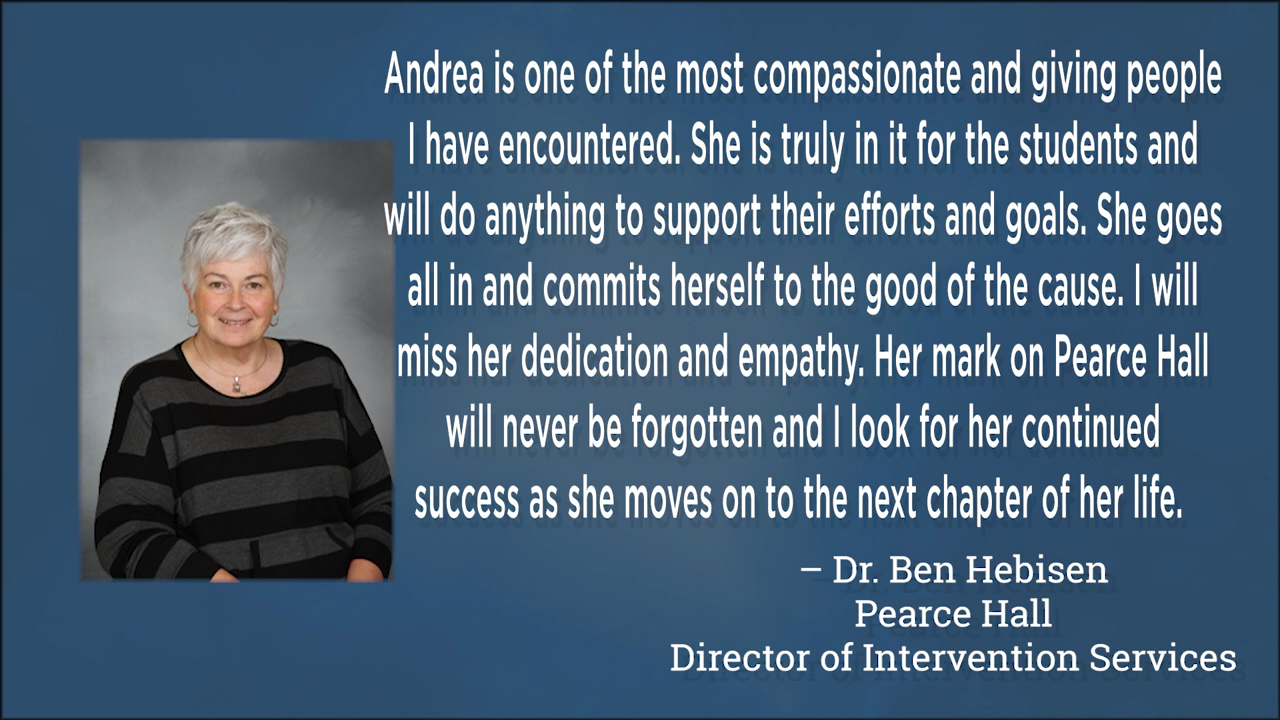 Andrea is one of the most compassionate and giving people
I have encountered. She is truly in it for the students and
will do anything to support their efforts and goals. She goes
all in and commits herself to the good of the cause. I will
miss her dedication and empathy. Her mark on Pearce Hall
will never be forgotten and I look for her continued
success as she moves on to the next chapter of her life.
– Dr. Ben Hebisen
Pearce Hall
Director of Intervention Services